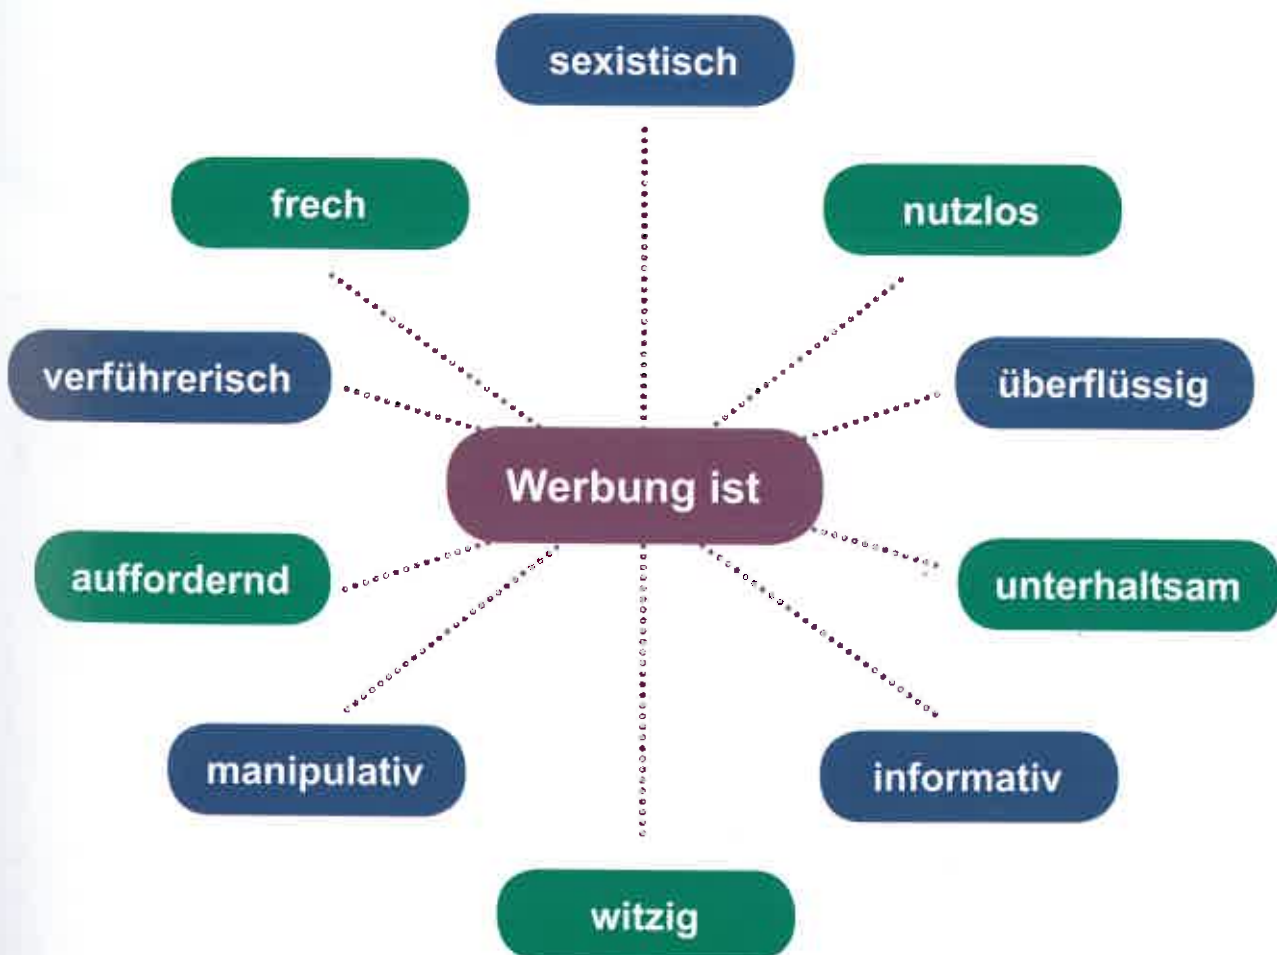 sexistisch
frech
nutzlos
verführerisch
überflüssig
Werbung ist
auffordernd
unterhaltsam
manipulativ
informativ
witzig